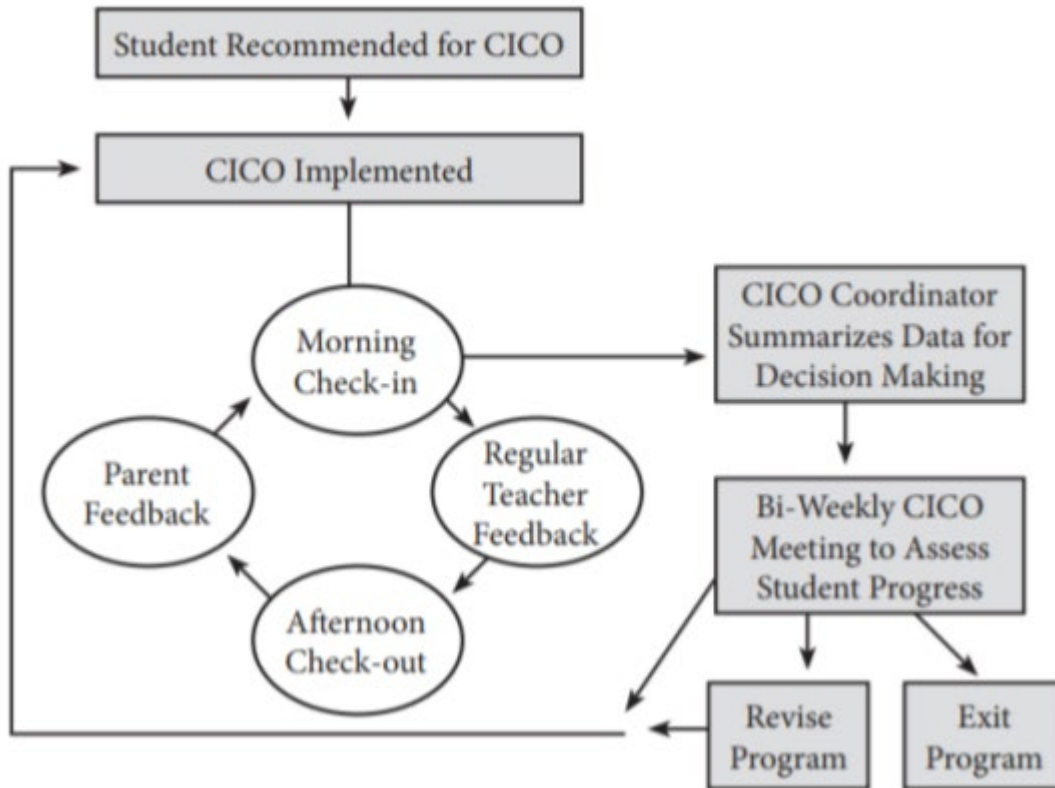 Student Recommended for CICO
CICO Implemented
Morning
Check-in
Regular
Teacher
Feedback
Afternoon
Check-out
Parent
Feedback
CICO Coordinator
Summarizes Data for
Decision Making
Bi-Weekly CICO
Meeting to Assess
Student Progress
Revise
Program
Exit
Program